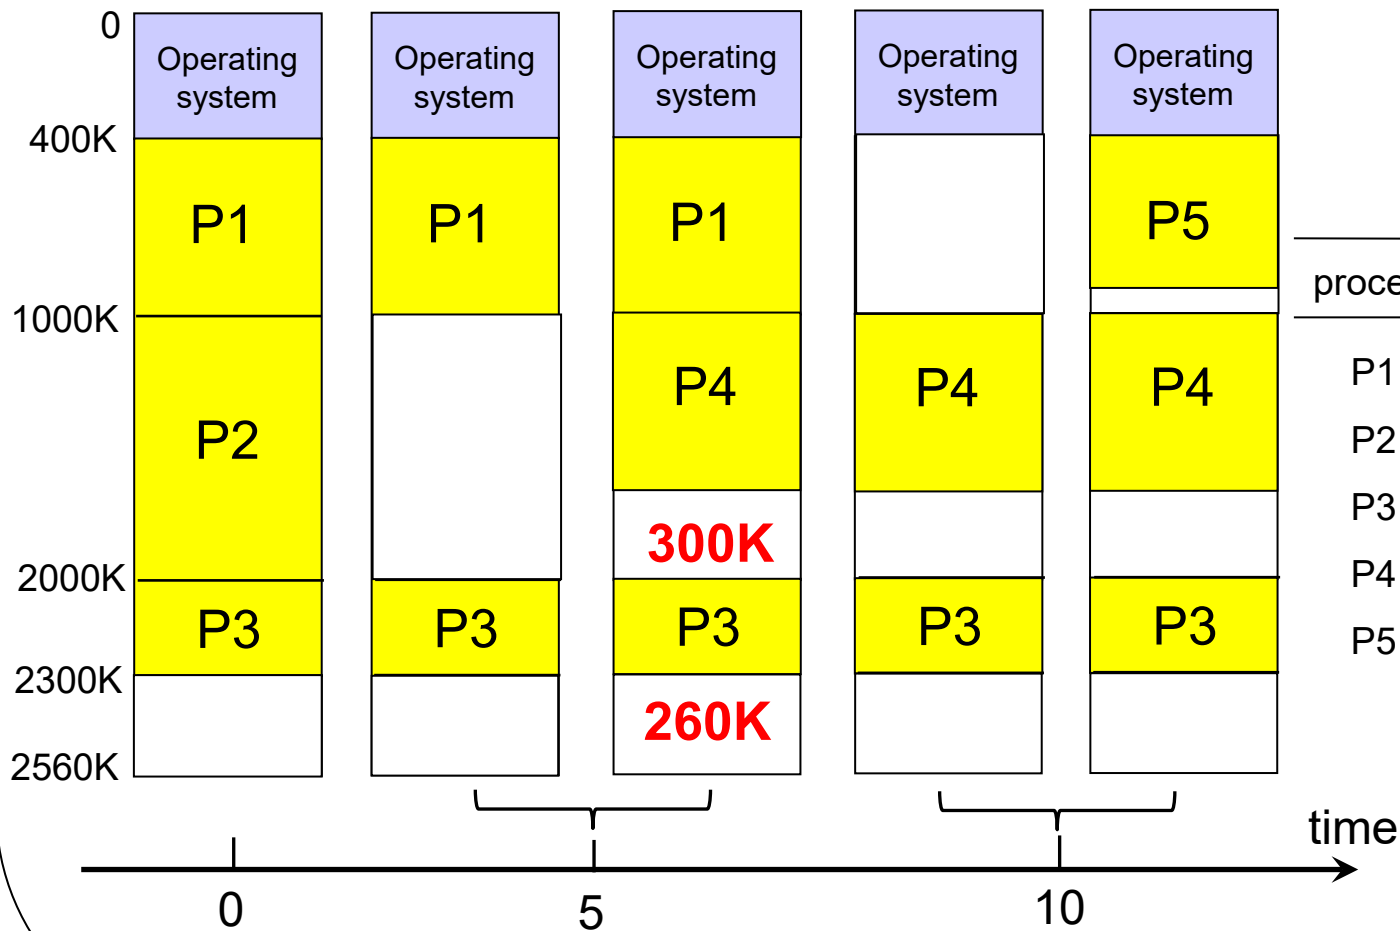 0
400K
1000K
2000K
2300K
2560K
Operating
system
P1
P2
P3
Operating
system
P1
P3
Operating
system
P1
P4
300K
P3
260K
Operating
system
P4
P3
Operating
system
P5
P4
P3
proce
P1
P2
P3
P4
P5
time
0
5
10